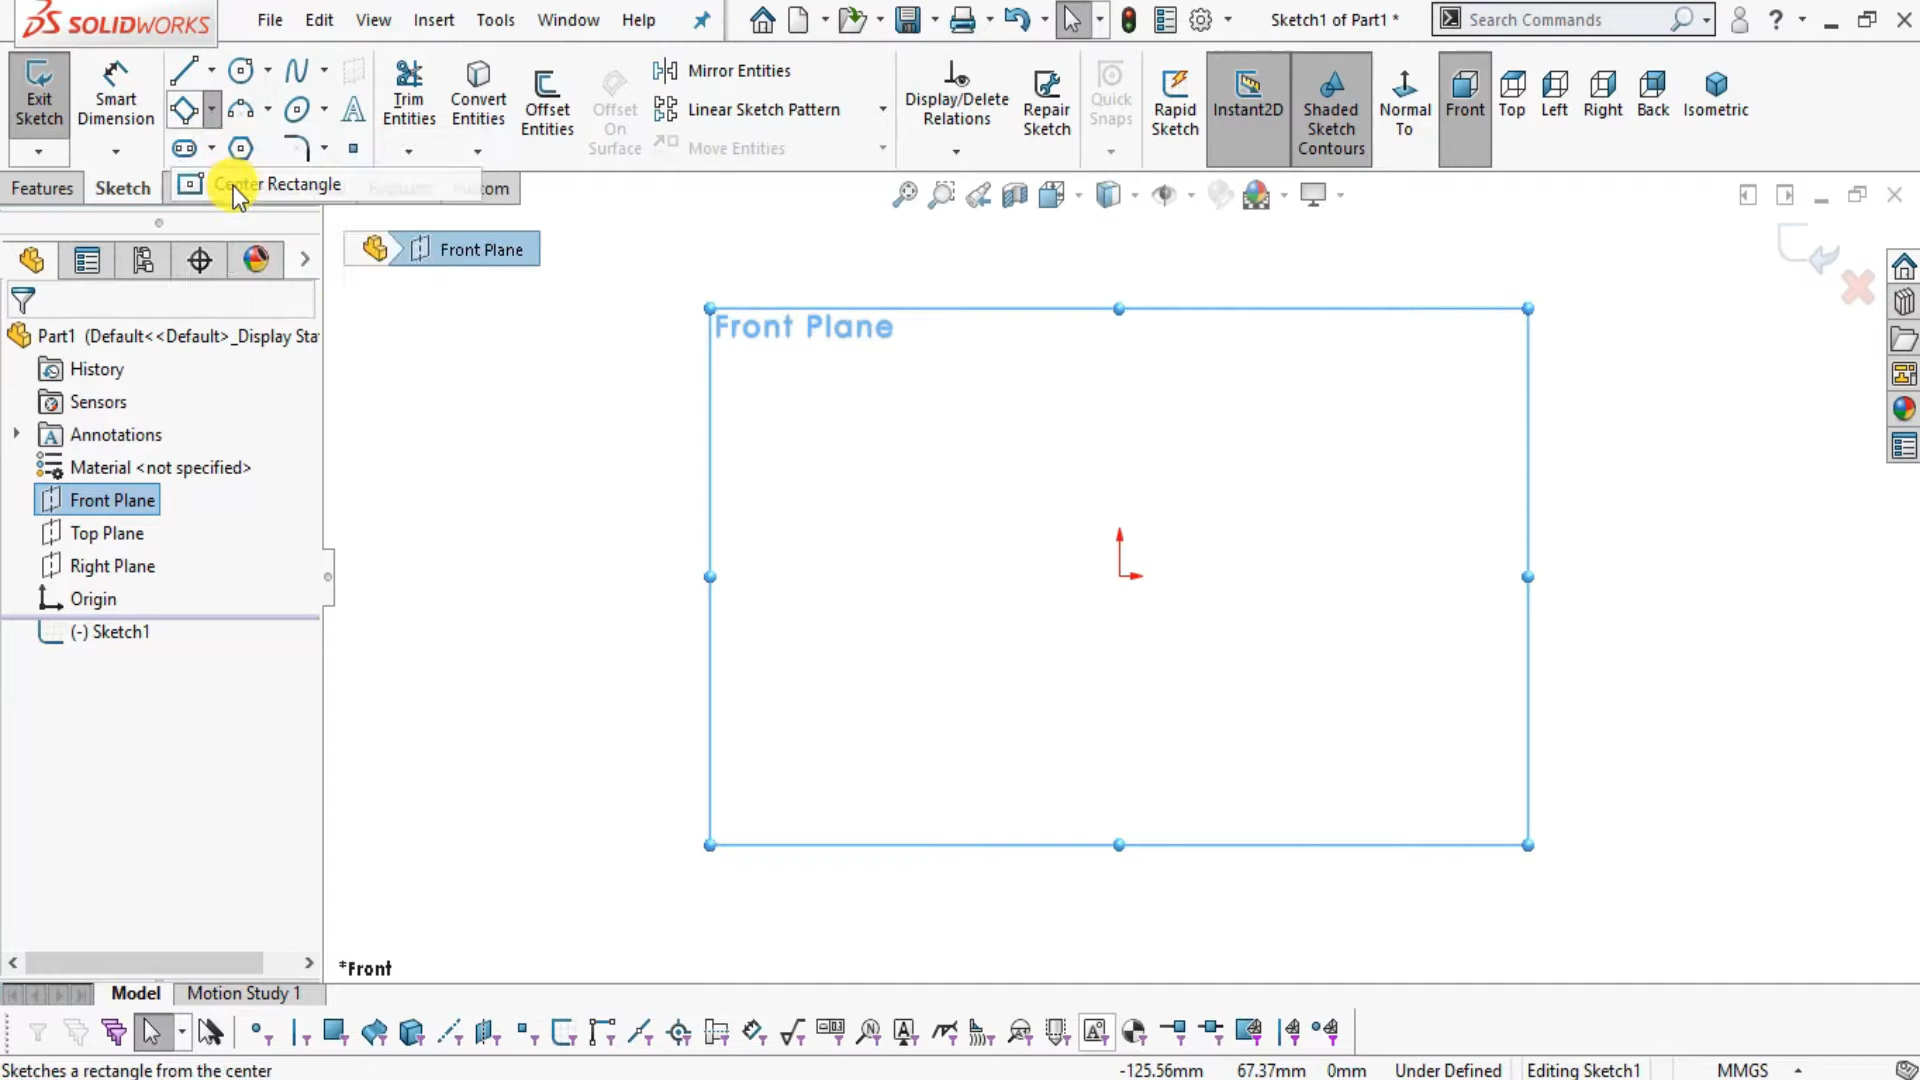 SOLIDWORKS File Edit View Insert Tools Window Help Sketch1 of Part1 * Search Commands ?
Exit Sketch
Smart Dimension
Trim Entities
Convert Entities
Offset Entities
Offset On Surface
Mirror Entities
Linear Sketch Pattern
Move Entities
Display/Delete Relations
Repair Sketch
Quick Snaps
Rapid Sketch
Instant2D
Shaded Sketch Contours
Normal To
Front
Top
Left
Right
Back
Isometric
Features Sketch
Center Rectangle
Front Plane
Part1 (Default<<Default>_Display Sta
History
Sensors
Annotations
Material <not specified>
Front Plane
Top Plane
Right Plane
Origin
(-) Sketch1
Front Plane
*Front
Model Motion Study 1
Sketches a rectangle from the center -125.56mm 67.37mm 0mm Under Defined Editing Sketch1 MMGS